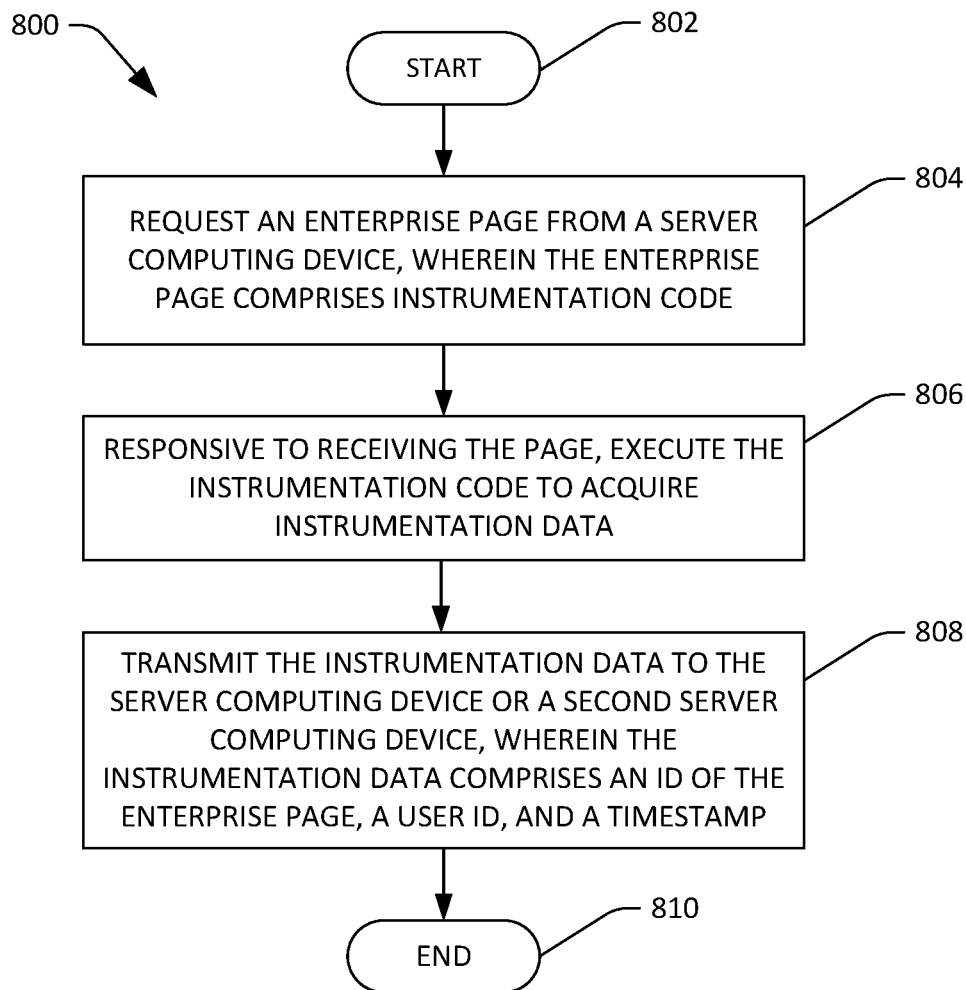 800
802
START
804
REQUEST AN ENTERPRISE PAGE FROM A SERVER
COMPUTING DEVICE, WHEREIN THE ENTERPRISE
PAGE COMPRISES INSTRUMENTATION CODE
806
RESPONSIVE TO RECEIVING THE PAGE, EXECUTE THE
INSTRUMENTATION CODE TO ACQUIRE
INSTRUMENTATION DATA
808
TRANSMIT THE INSTRUMENTATION DATA TO THE
SERVER COMPUTING DEVICE OR A SECOND SERVER
COMPUTING DEVICE, WHEREIN THE
INSTRUMENTATION DATA COMPRISES AN ID OF THE
ENTERPRISE PAGE, A USER ID, AND A TIMESTAMP
810
END